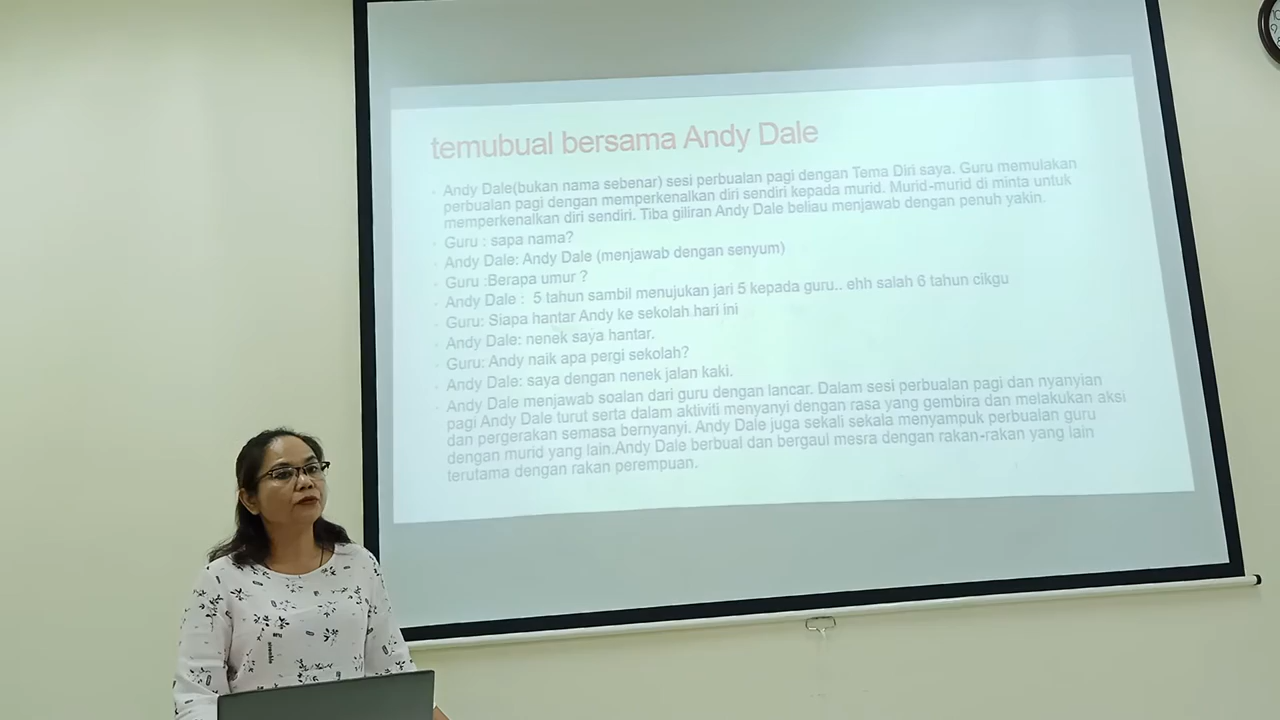 temubual bersama Andy Dale
Andy Dale(bukan nama sebenar) sesi perbualan pagi dengan Tema Diri saya. Guru memulakan
perbualan pagi dengan memperkenalkan diri sendiri kepada murid. Murid-murid di minta untuk
memperkenalkan diri sendiri. Tiba giliran Andy Dale beliau menjawab dengan penuh yakin.
Guru : sapa nama?
Andy Dale: Andy Dale (menjawab dengan senyum)
Guru :Berapa umur ?
Andy Dale : 5 tahun sambil menujukan jari 5 kepada guru.. ehh salah 6 tahun cikgu
Guru: Siapa hantar Andy ke sekolah hari ini
Andy Dale: nenek saya hantar.
Guru: Andy naik apa pergi sekolah?
Andy Dale: saya dengan nenek jalan kaki.
Andy Dale menjawab soalan dari guru dengan lancar. Dalam sesi perbualan pagi dan nyanyian
pagi Andy Dale turut serta dalam aktiviti menyanyi dengan rasa yang gembira dan melakukan aksi
dan pergerakan semasa bernyanyi. Andy Dale juga sekali sekala menyampuk perbualan guru
dengan murid yang lain.Andy Dale berbual dan bergaul mesra dengan rakan-rakan yang lain
terutama dengan rakan perempuan.